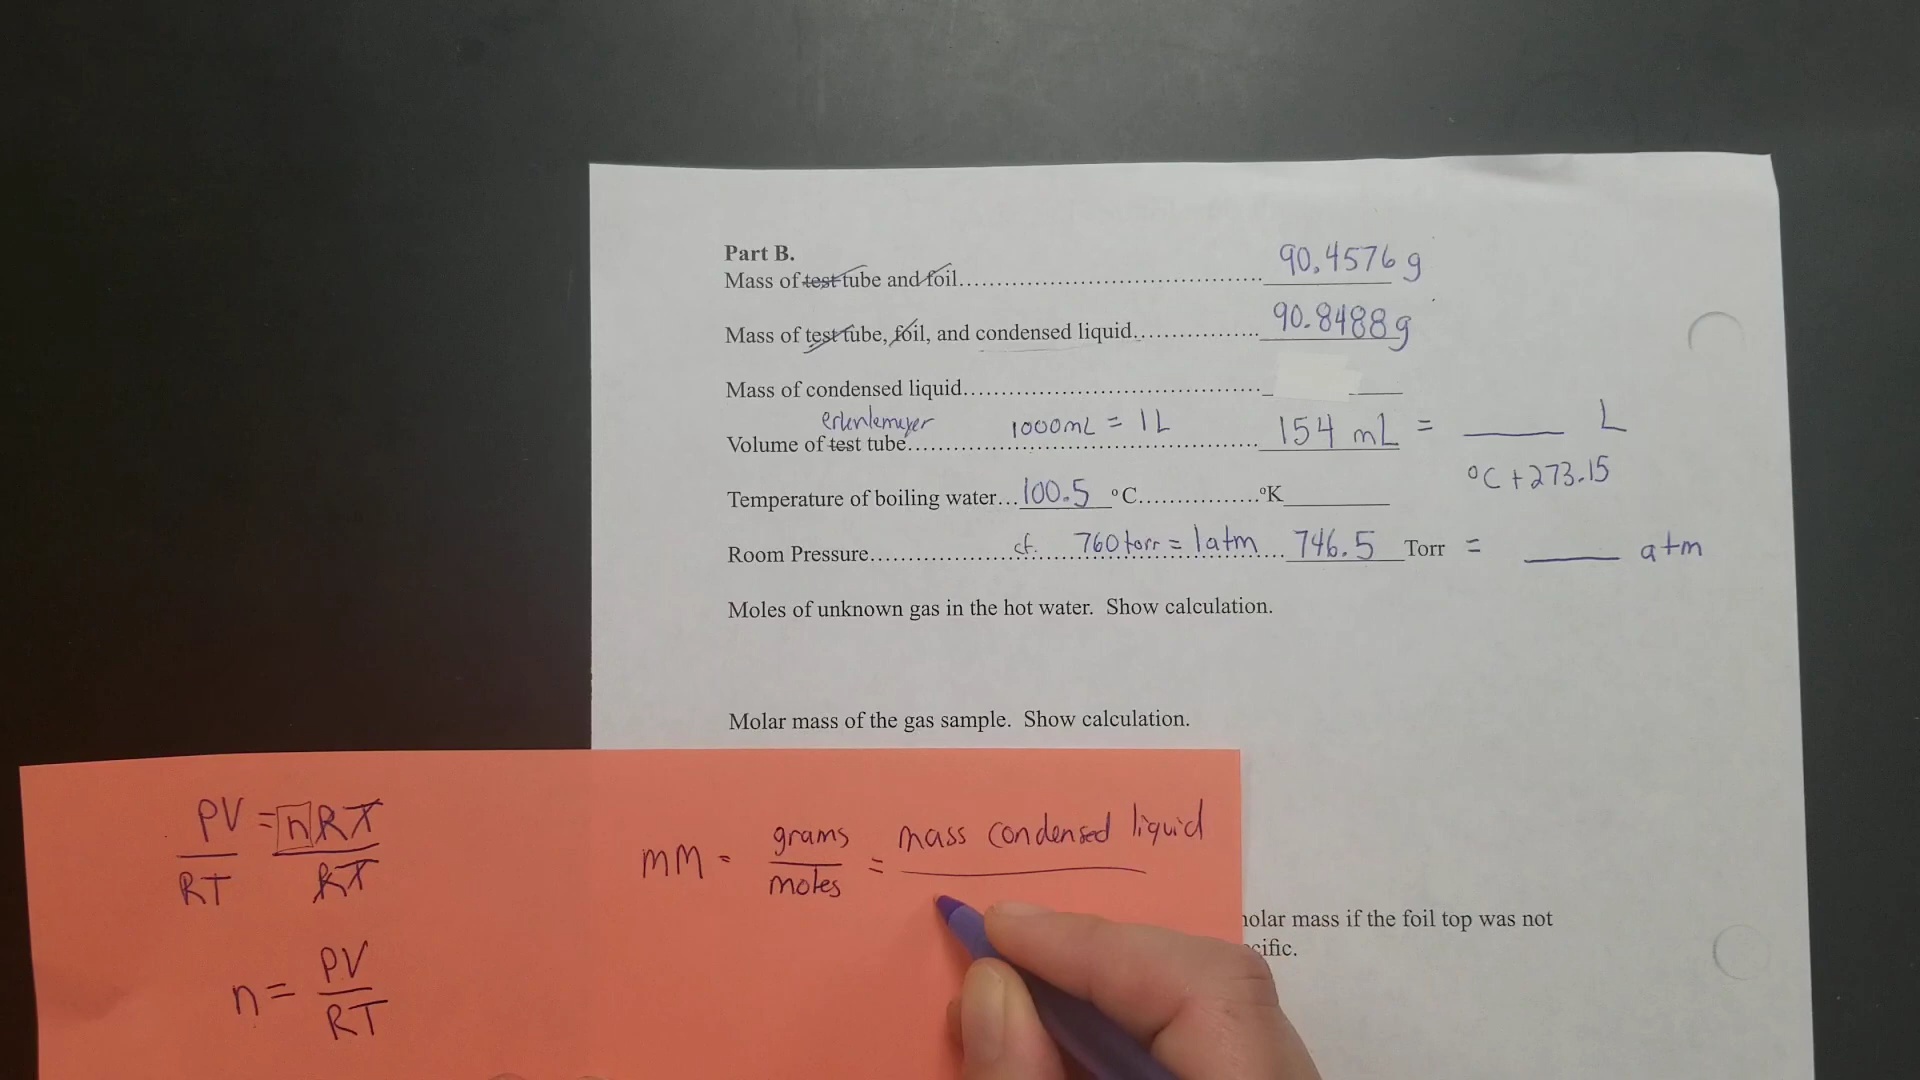 Part B.
Mass of test tube and foil 90.4576 g
Mass of test tube, foil, and condensed liquid 90.8488 g
Mass of condensed liquid
erlenlemeyer 1000mL = 1L
Volume of test tube 154 mL = ____ L
°C + 273.15
Temperature of boiling water...100.5 °C °K
Room Pressure cf. 760 torr = 1 atm 746.5 Torr = ____ atm
Moles of unknown gas in the hot water. Show calculation.
Molar mass of the gas sample. Show calculation.
olar mass if the foil top was not
cific.
PV = nRT
RT RT
n = PV
RT
MM = grams = mass condensed liquid
moles